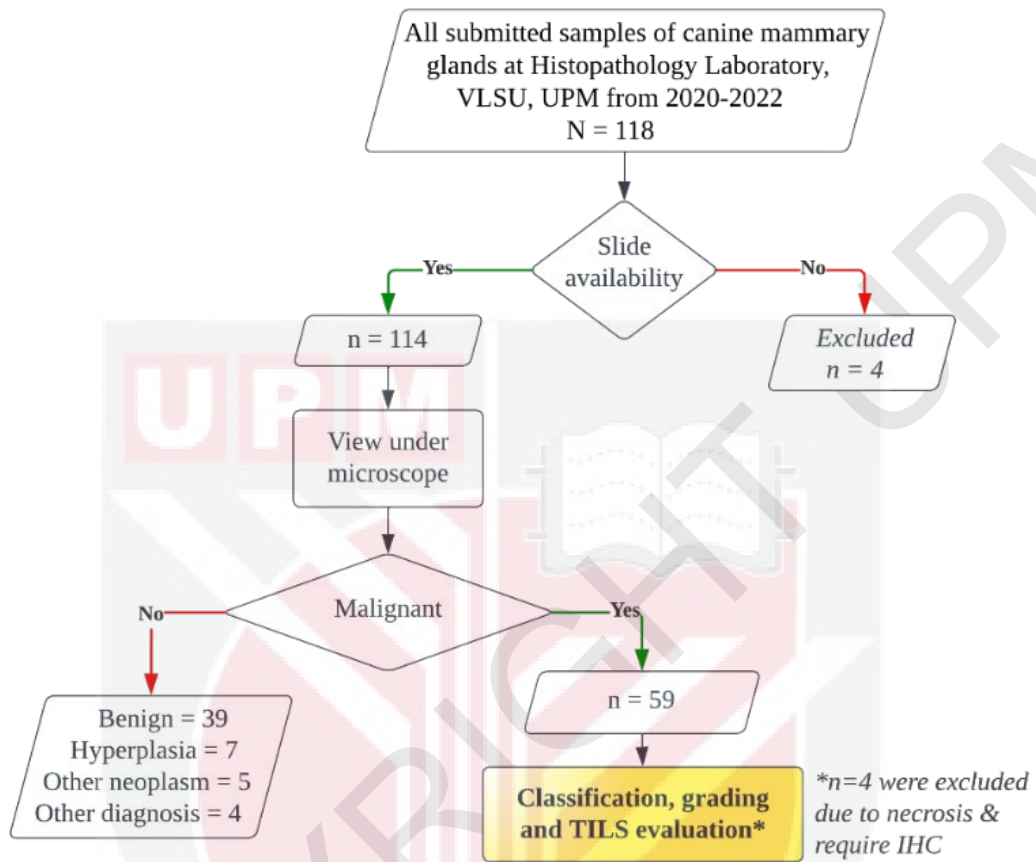 All submitted samples of canine mammary
glands at Histopathology Laboratory,
VLSU, UPM from 2020-2022
N = 118
Slide
availability
Yes
No
n = 114
Excluded
n = 4
UPM
View under
microscope
Malignant
No
Yes
Benign = 39
Hyperplasia = 7
Other neoplasm = 5
Other diagnosis = 4
n = 59
Classification, grading
and TILS evaluation*
*n=4 were excluded
due to necrosis &
require IHC
YRIGHT UPM